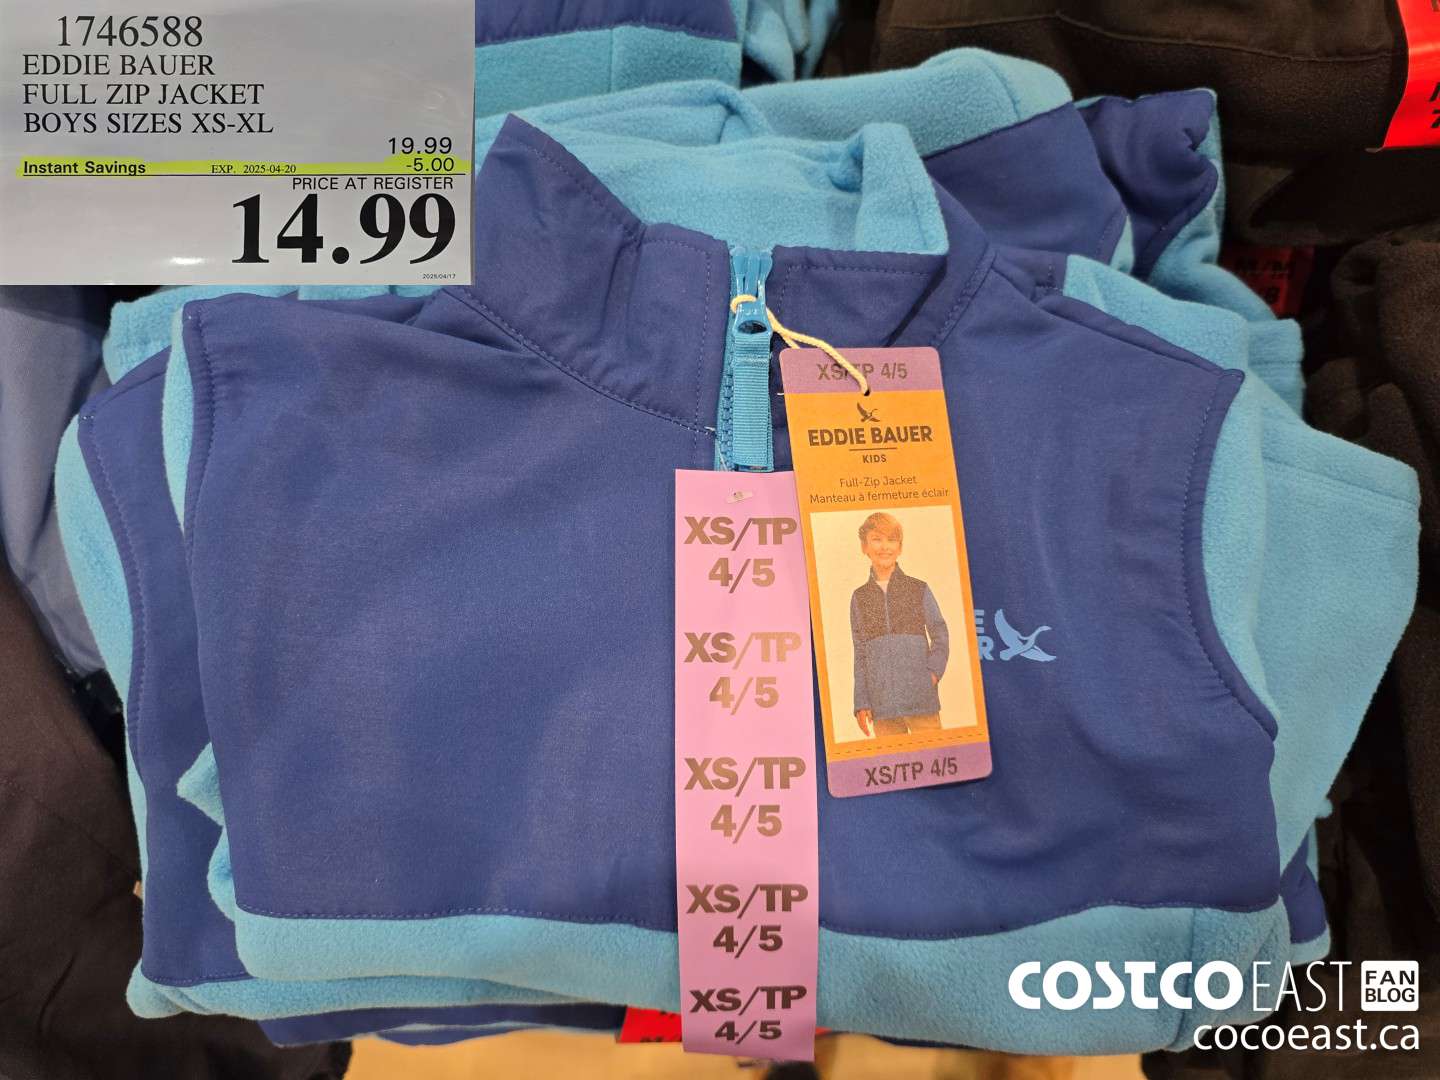 1746588
EDDIE BAUER
FULL ZIP JACKET
BOYS SIZES XS-XL
19.99
Instant Savings EXP. 2025-04-20 -5.00
PRICE AT REGISTER
14.99
2025/04/17
XS/TP 4/5
EDDIE BAUER
KIDS
Full-Zip Jacket
Manteau à fermeture éclair
XS/TP 4/5
XS/TP
4/5
XS/TP
4/5
XS/TP
4/5
XS/TP
4/5
XS/TP
4/5
E
R
COSTCO EAST FAN BLOG
cocoeast.ca